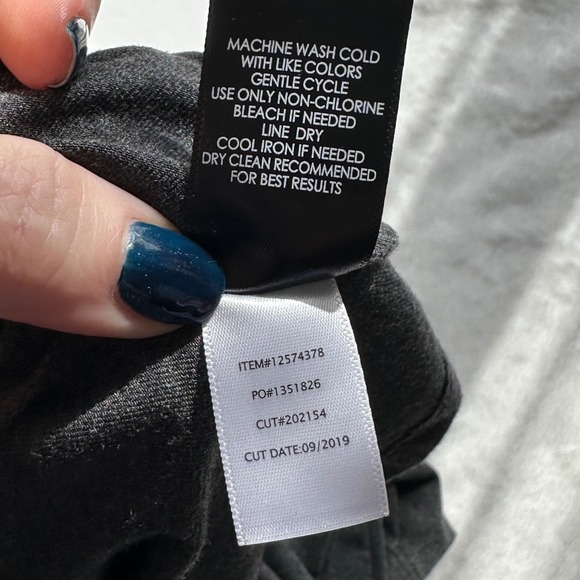 MACHINE WASH COLD
WITH LIKE COLORS
GENTLE CYCLE
USE ONLY NON-CHLORINE
BLEACH IF NEEDED
LINE DRY
COOL IRON IF NEEDED
DRY CLEAN RECOMMENDED
FOR BEST RESULTS
ITEM#12574378
PO#1351826
CUT#202154
CUT DATE:09/2019